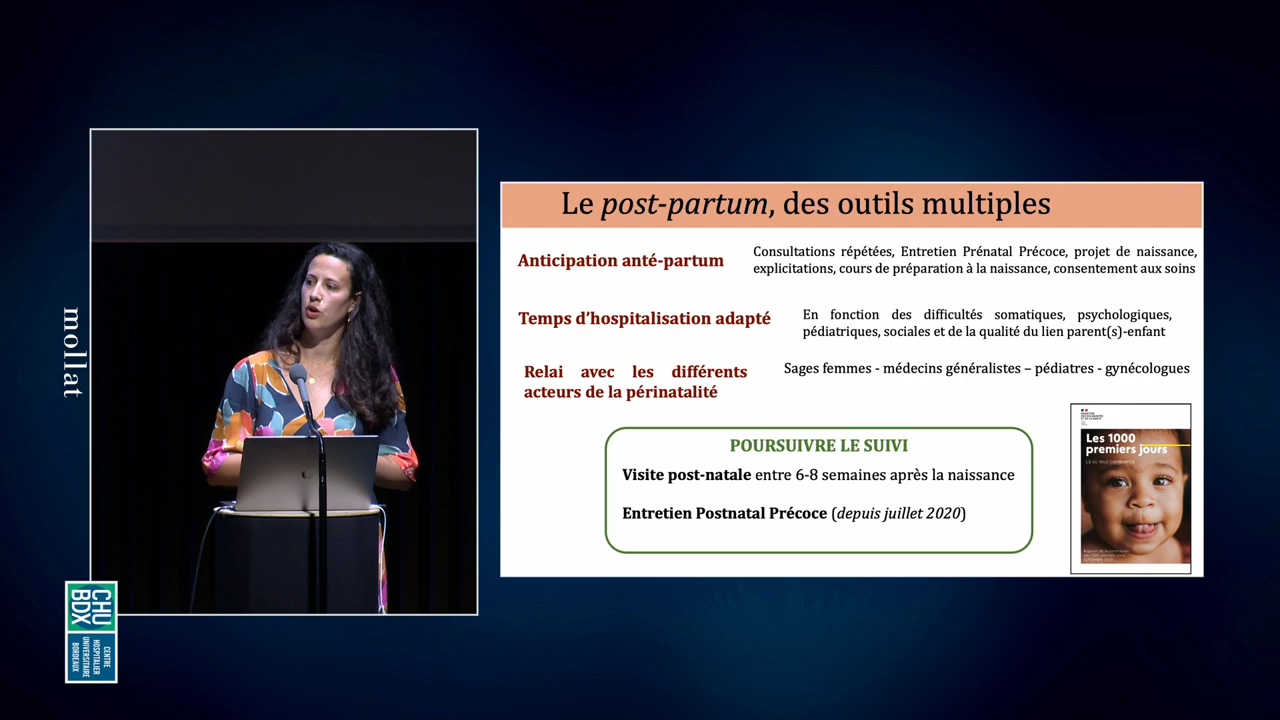 mollat
CHU
BDX
CENTRE
HOSPITALIER
UNIVERSITAIRE
BORDEAUX
Le post-partum, des outils multiples
Anticipation anté-partum
Consultations répétées, Entretien Prénatal Précoce, projet de naissance,
explicitations, cours de préparation à la naissance, consentement aux soins
Temps d’hospitalisation adapté
En fonction des difficultés somatiques, psychologiques,
pédiatriques, sociales et de la qualité du lien parent(s)-enfant
Relai avec les différents
acteurs de la périnatalité
Sages femmes - médecins généralistes – pédiatres - gynécologues
POURSUIVRE LE SUIVI
Visite post-natale entre 6-8 semaines après la naissance
Entretien Postnatal Précoce (depuis juillet 2020)
Les 1000
premiers jours
Là où tout commence